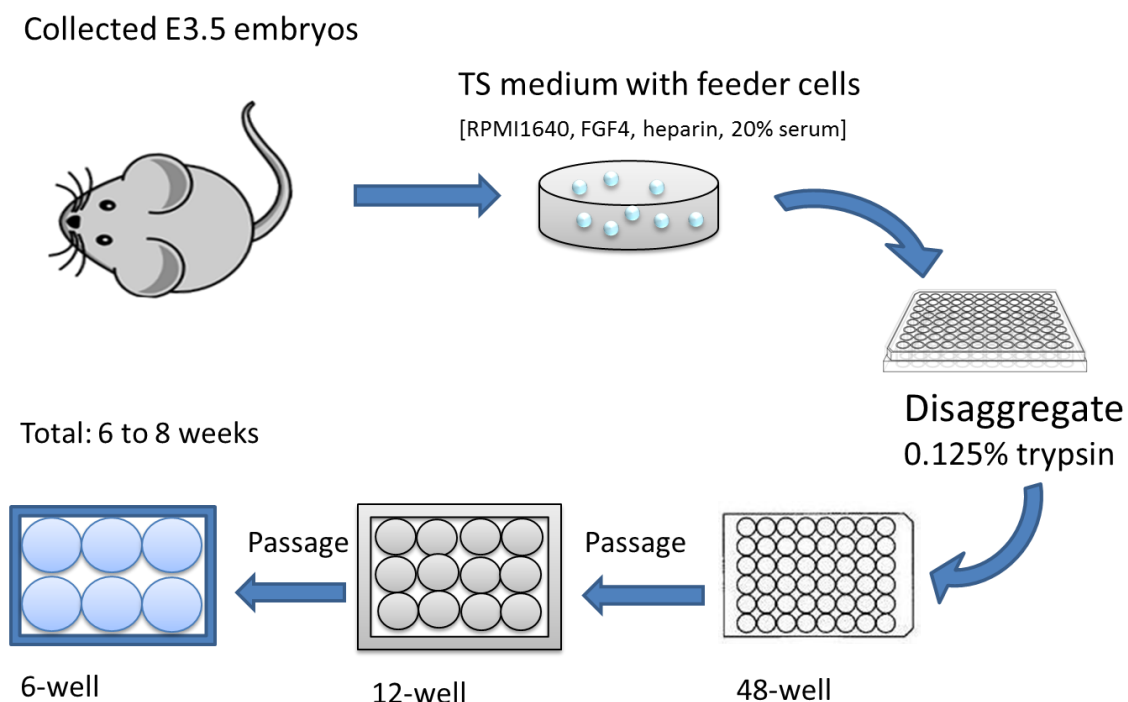 Collected E3.5 embryos
TS medium with feeder cells
[RPMI1640, FGF4, heparin, 20% serum]
Disaggregate
0.125% trypsin
Total: 6 to 8 weeks
Passage
Passage
6-well
12-well
48-well